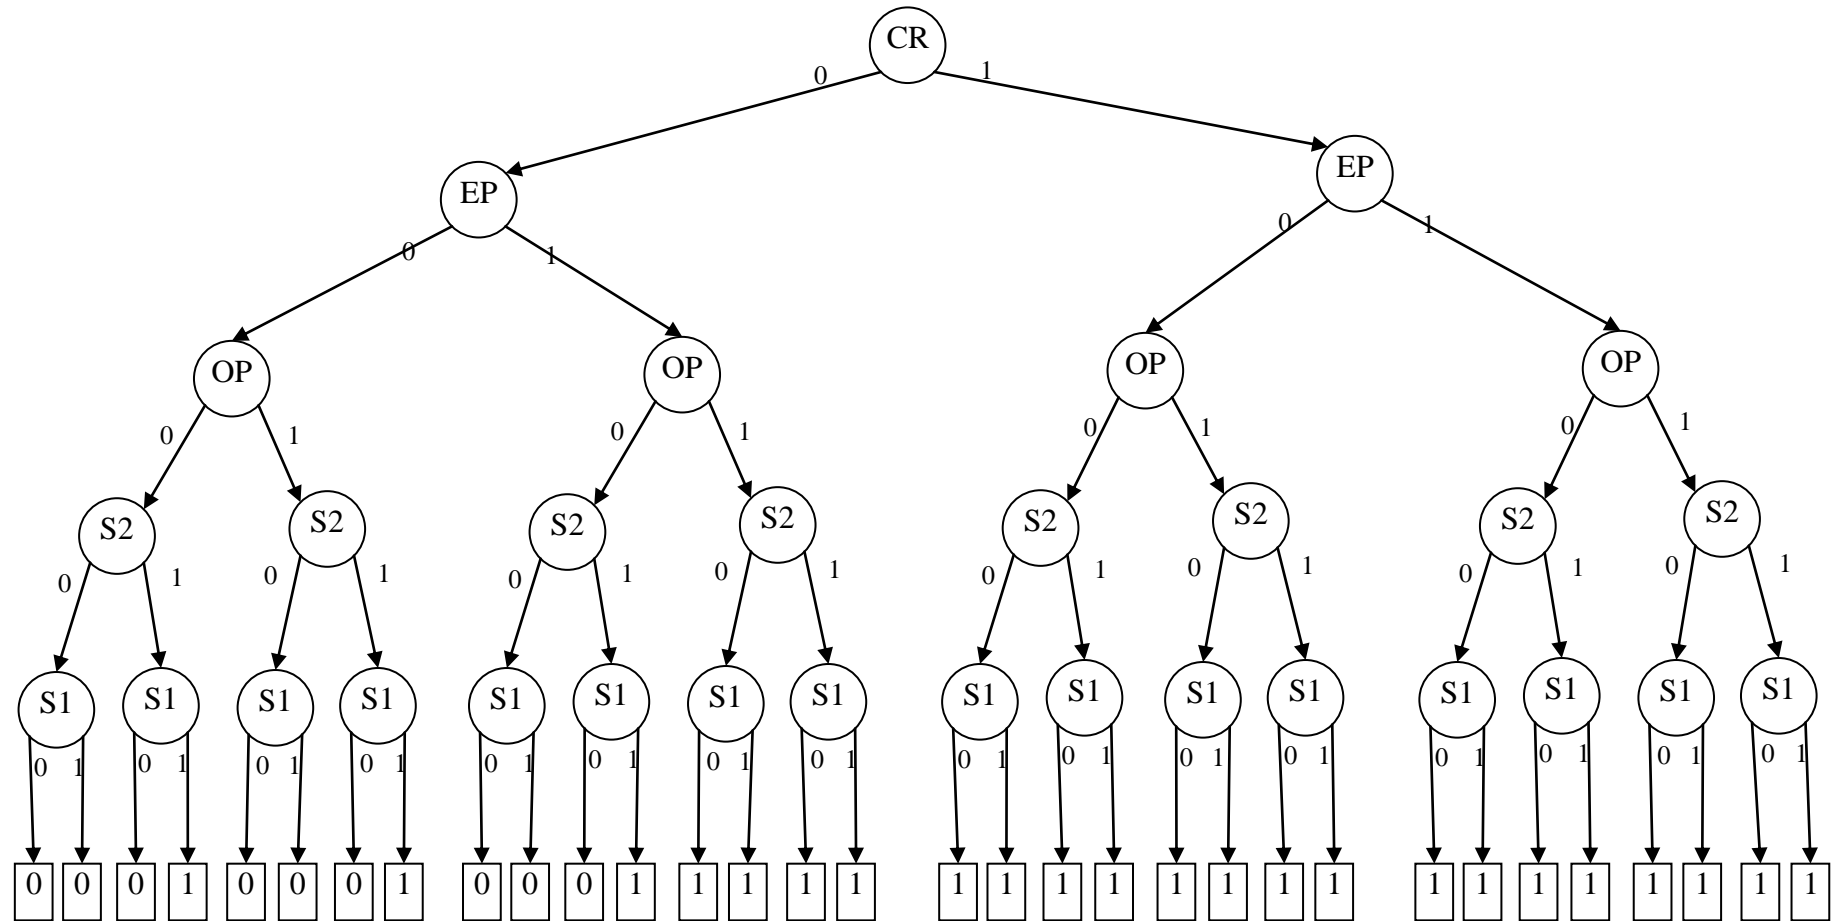 CR
0 1
EP EP
0 1 0 1
OP OP OP OP
0 1 0 1 0 1 0 1
S2 S2 S2 S2 S2 S2 S2 S2
0 1 0 1 0 1 0 1 0 1 0 1 0 1 0 1
S1 S1 S1 S1 S1 S1 S1 S1 S1 S1 S1 S1 S1 S1 S1 S1
0 1 0 1 0 1 0 1 0 1 0 1 0 1 0 1 0 1 0 1 0 1 0 1 0 1 0 1 0 1 0 1
0 0 0 1 0 0 0 1 0 0 0 1 1 1 1 1 1 1 1 1 1 1 1 1 1 1 1 1 1 1 1 1